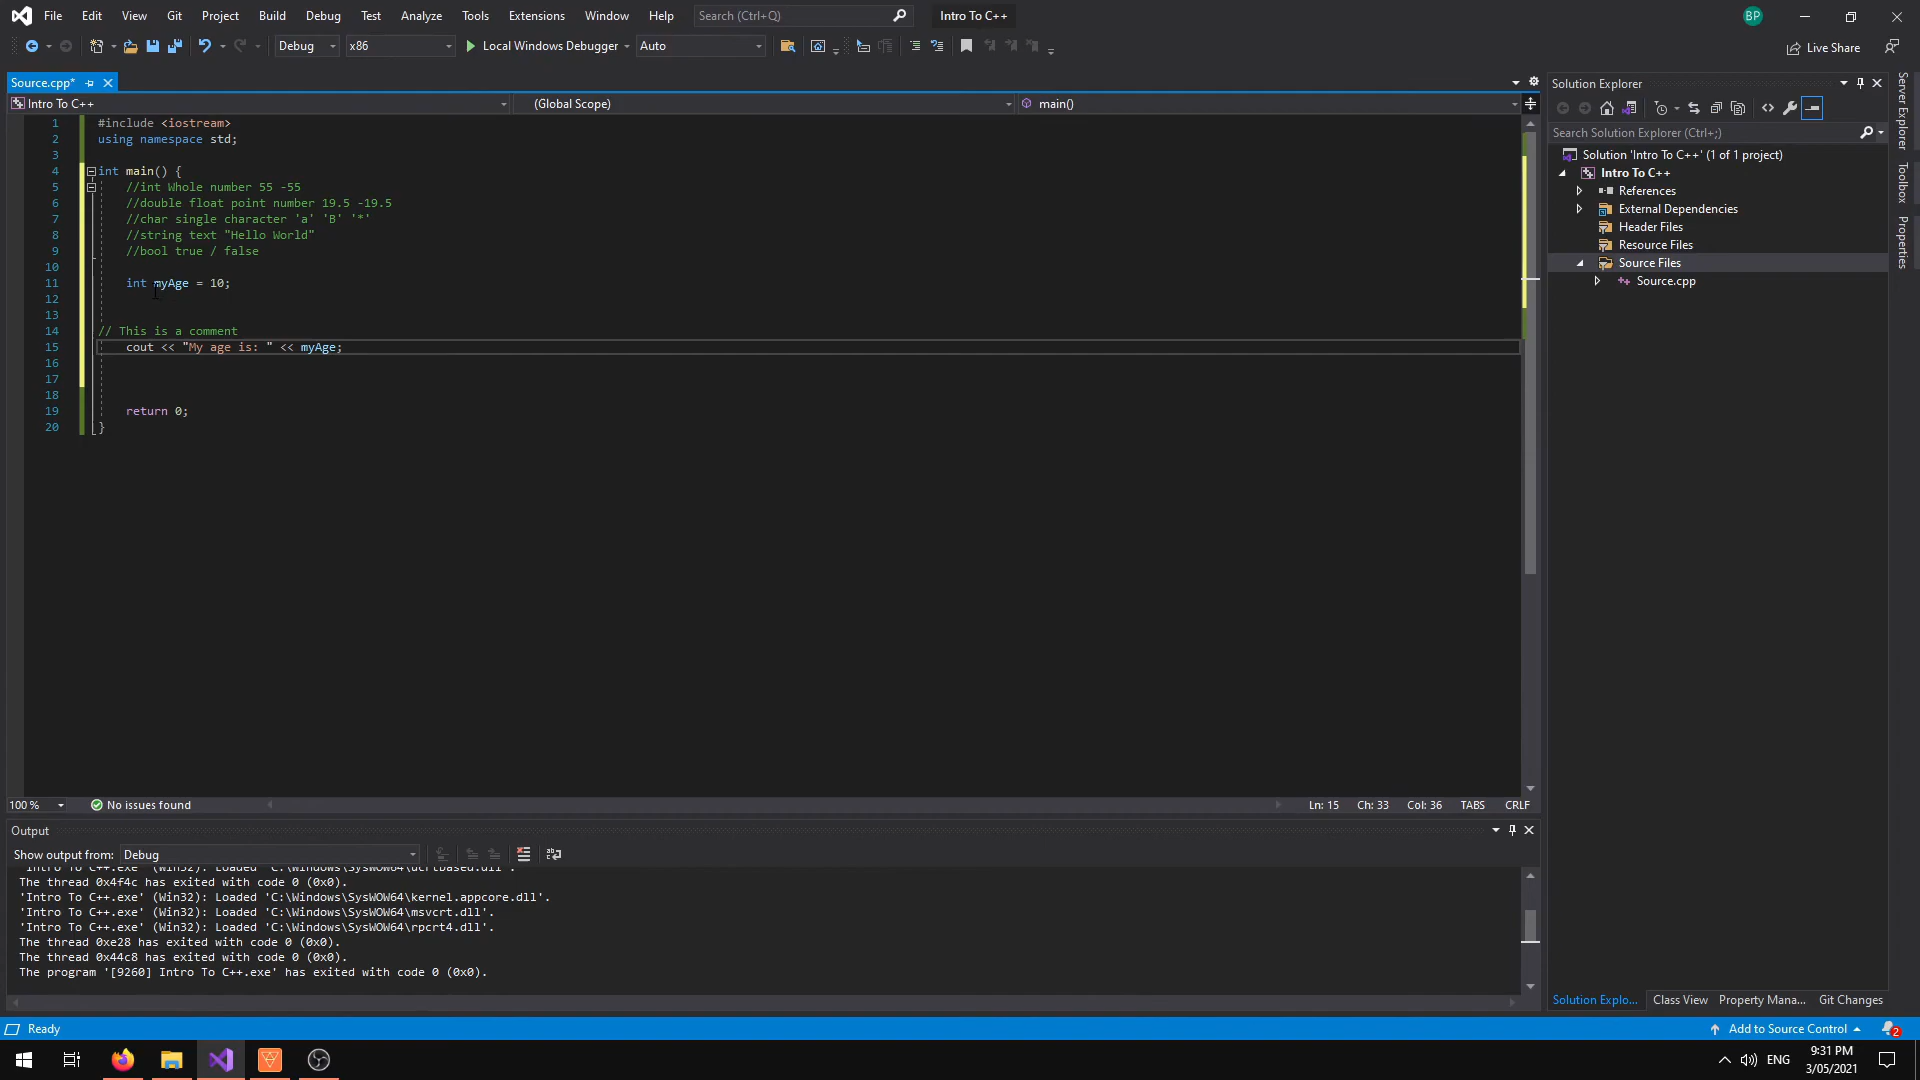 File Edit View Git Project Build Debug Test Analyze Tools Extensions Window Help Search (Ctrl+Q) Intro To C++ BP
Debug x86 Local Windows Debugger Auto Live Share
Source.cpp*
Intro To C++ (Global Scope) main()
1 #include <iostream>
2 using namespace std;
3
4 int main() {
5 //int Whole number 55 -55
6 //double float point number 19.5 -19.5
7 //char single character 'a' 'B' '*'
8 //string text "Hello World"
9 //bool true / false
10
11 int myAge = 10;
12
13
14 // This is a comment
15 cout << "My age is: " << myAge;
16
17
18
19 return 0;
20 }
100 % No issues found Ln: 15 Ch: 33 Col: 36 TABS CRLF
Output
Show output from: Debug
'Intro To C++.exe' (Win32): Loaded 'C:\Windows\SysWOW64\ucrtbased.dll'.
The thread 0x4f4c has exited with code 0 (0x0).
'Intro To C++.exe' (Win32): Loaded 'C:\Windows\SysWOW64\kernel.appcore.dll'.
'Intro To C++.exe' (Win32): Loaded 'C:\Windows\SysWOW64\msvcrt.dll'.
'Intro To C++.exe' (Win32): Loaded 'C:\Windows\SysWOW64\rpcrt4.dll'.
The thread 0xe28 has exited with code 0 (0x0).
The thread 0x44c8 has exited with code 0 (0x0).
The program '[9260] Intro To C++.exe' has exited with code 0 (0x0).
Solution Explorer
Search Solution Explorer (Ctrl+;)
Solution 'Intro To C++' (1 of 1 project)
Intro To C++
References
External Dependencies
Header Files
Resource Files
Source Files
Source.cpp
Solution Explo... Class View Property Mana... Git Changes
Server Explorer
Toolbox
Properties
Ready Add to Source Control 2
ENG 9:31 PM
3/05/2021